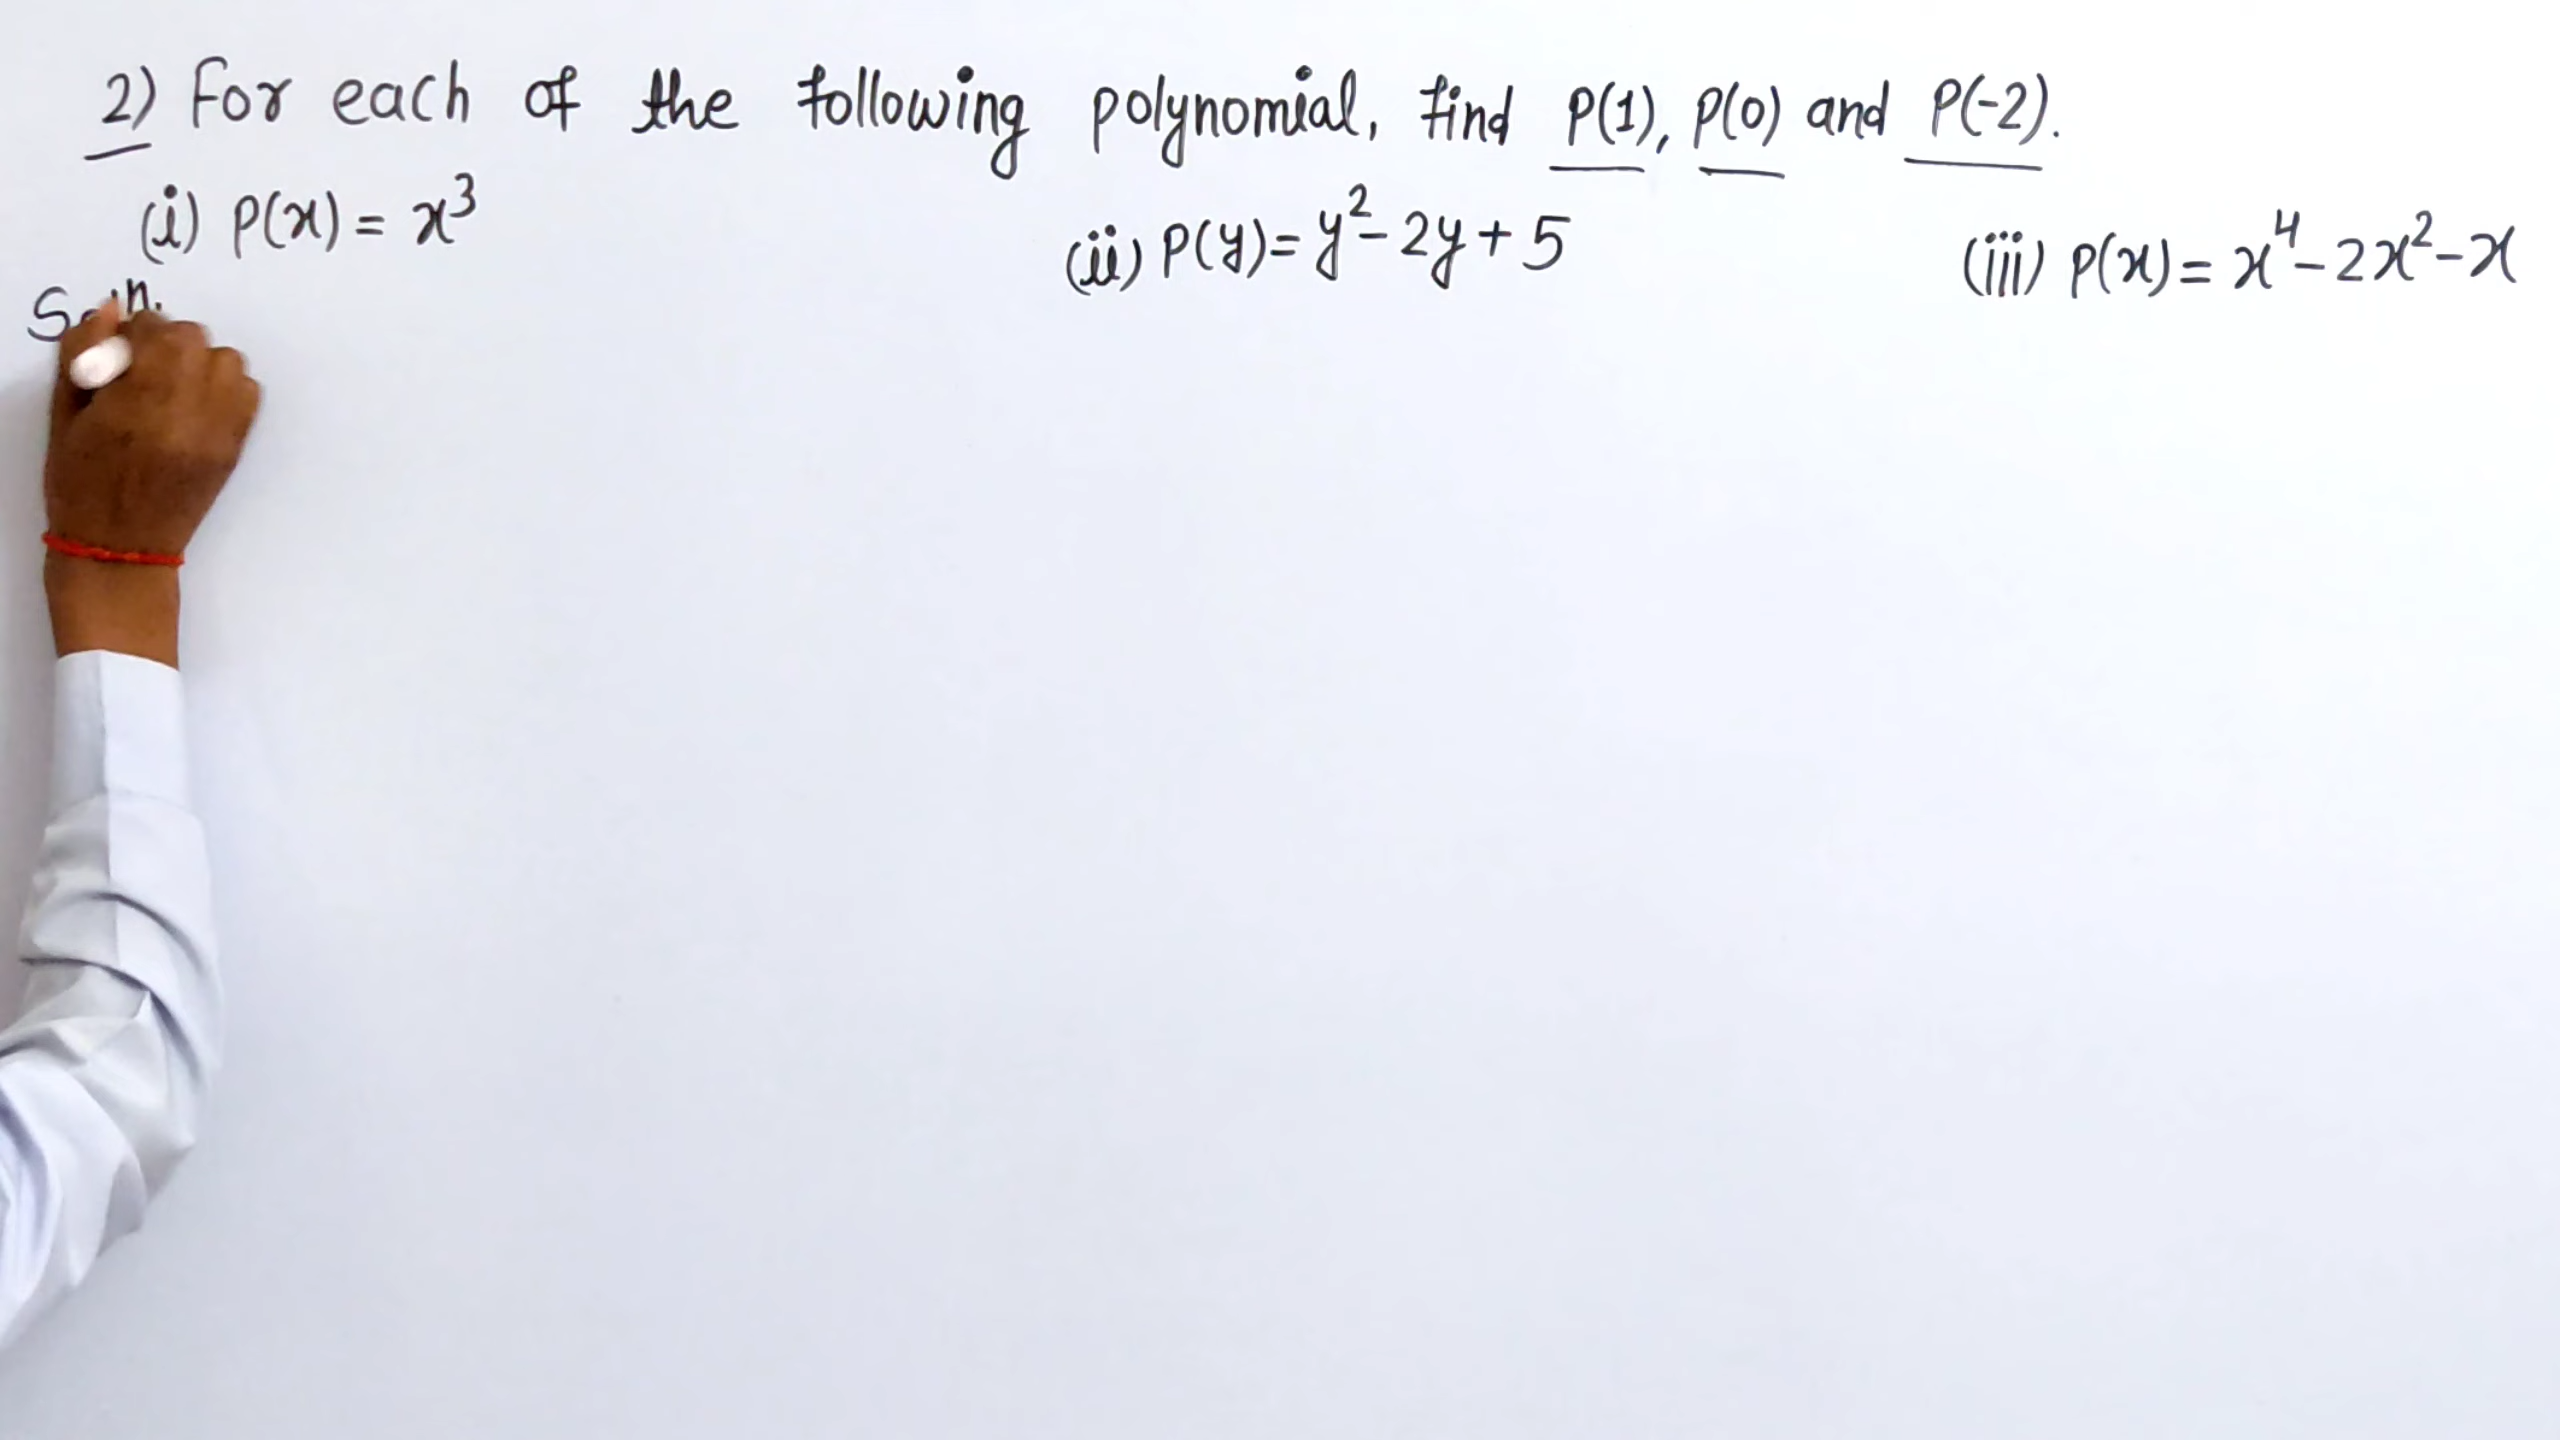 2) For each of the following polynomial, find P(1), P(0) and P(-2).
(i) P(x) = x³
(ii) P(y) = y² - 2y + 5
(iii) P(x) = x⁴ - 2x² - x